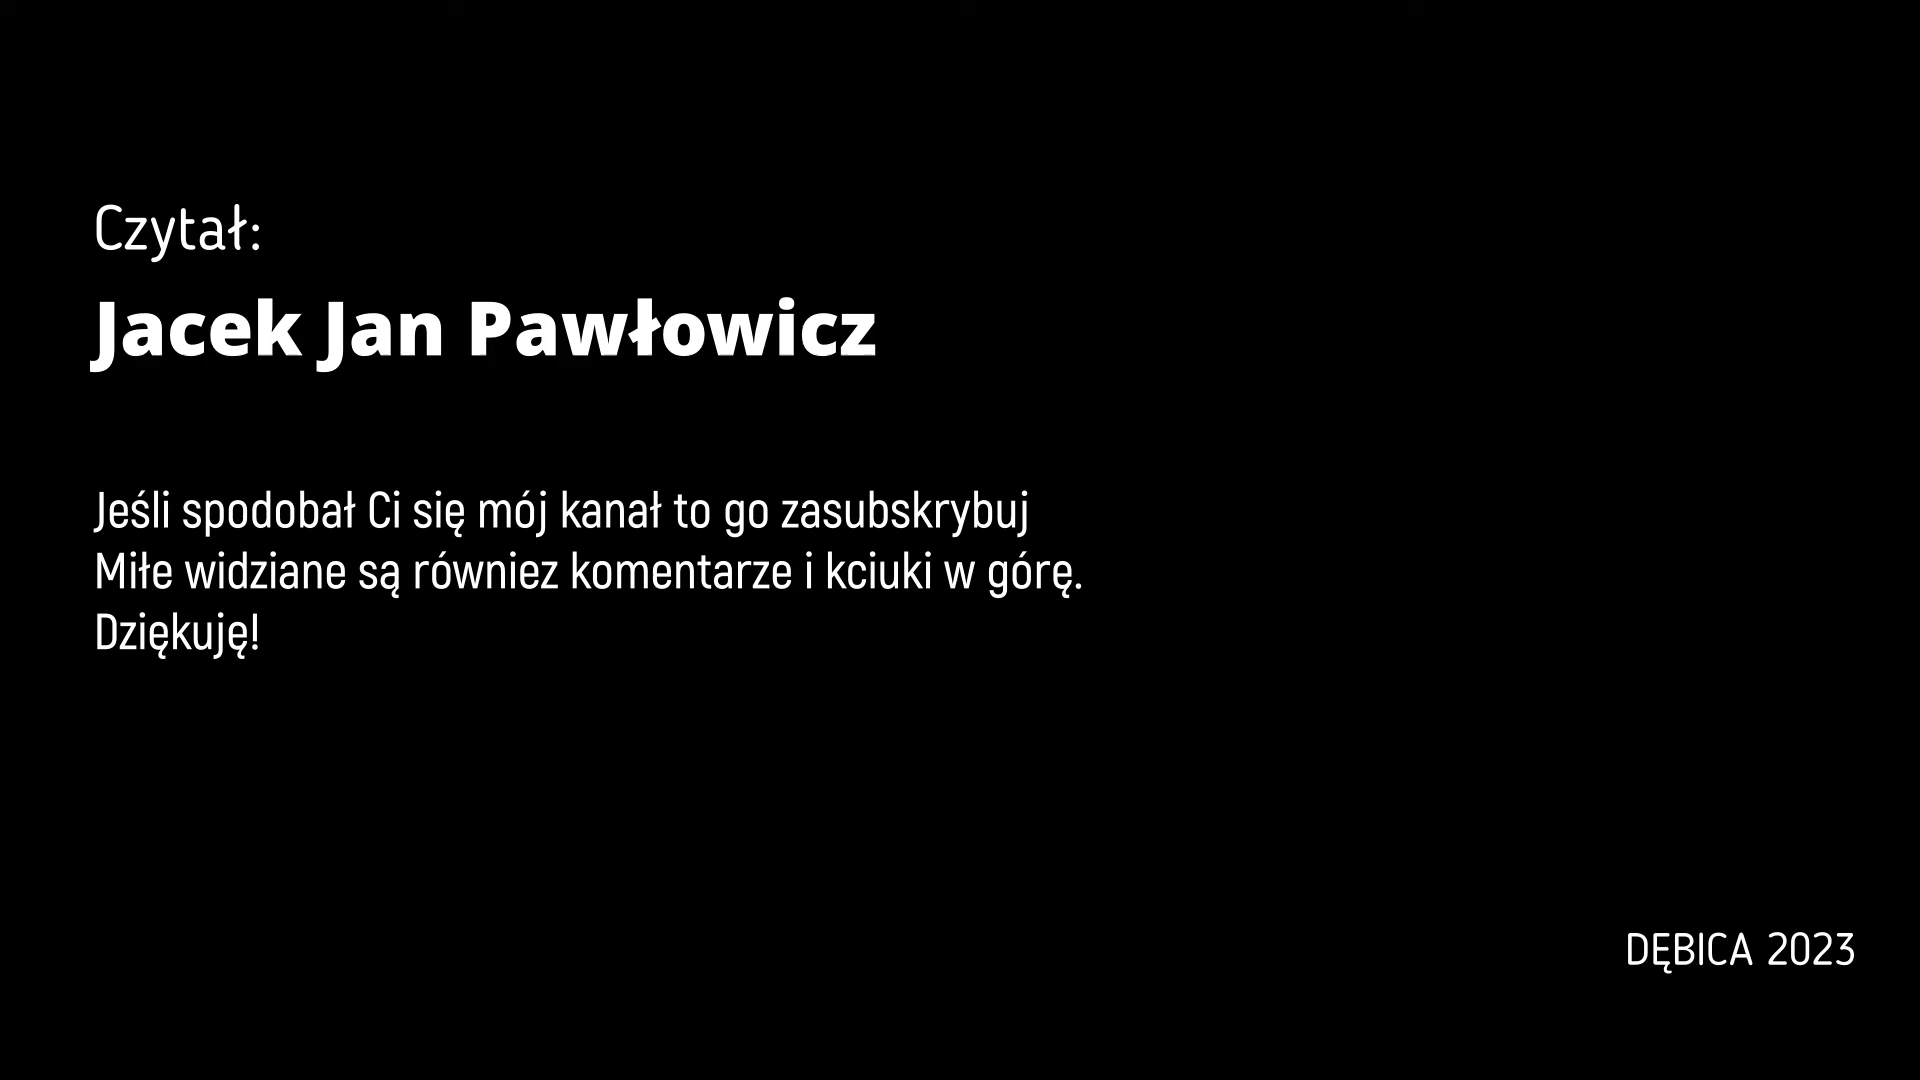 Czytał:
Jacek Jan Pawłowicz
Jeśli spodobał Ci się mój kanał to go zasubskrybuj
Miłe widziane są równiez komentarze i kciuki w górę.
Dziękuję!
DĘBICA 2023